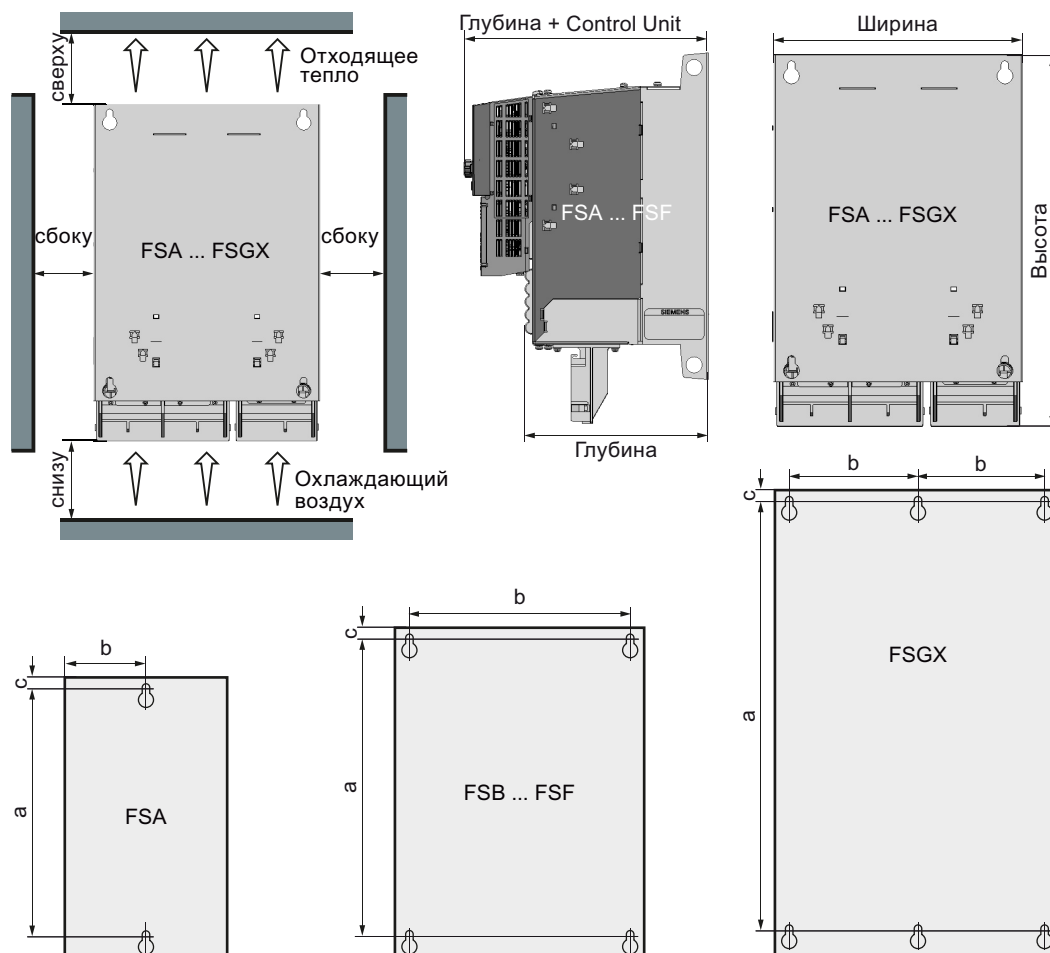 сверху
Отходящее
тепло
сбоку
сбоку
FSA ... FSGX
снизу
Охлаждающий
воздух
Глубина + Control Unit
FSA ... FSF
SIEMENS
Глубина
Ширина
FSA ... FSGX
Высота
b
c
a
FSA
b
c
a
FSB ... FSF
b
b
c
a
FSGX